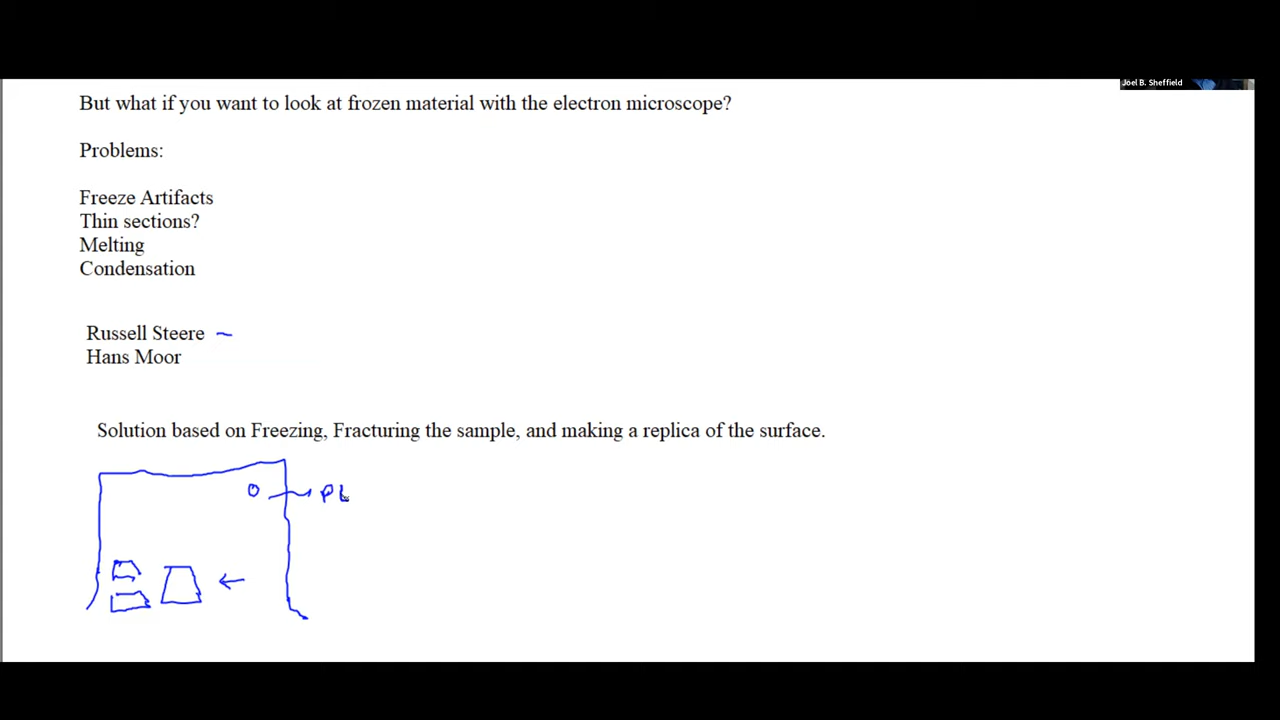 Joel B. Sheffield
But what if you want to look at frozen material with the electron microscope?
Problems:
Freeze Artifacts
Thin sections?
Melting
Condensation
Russell Steere
Hans Moor
Solution based on Freezing, Fracturing the sample, and making a replica of the surface.